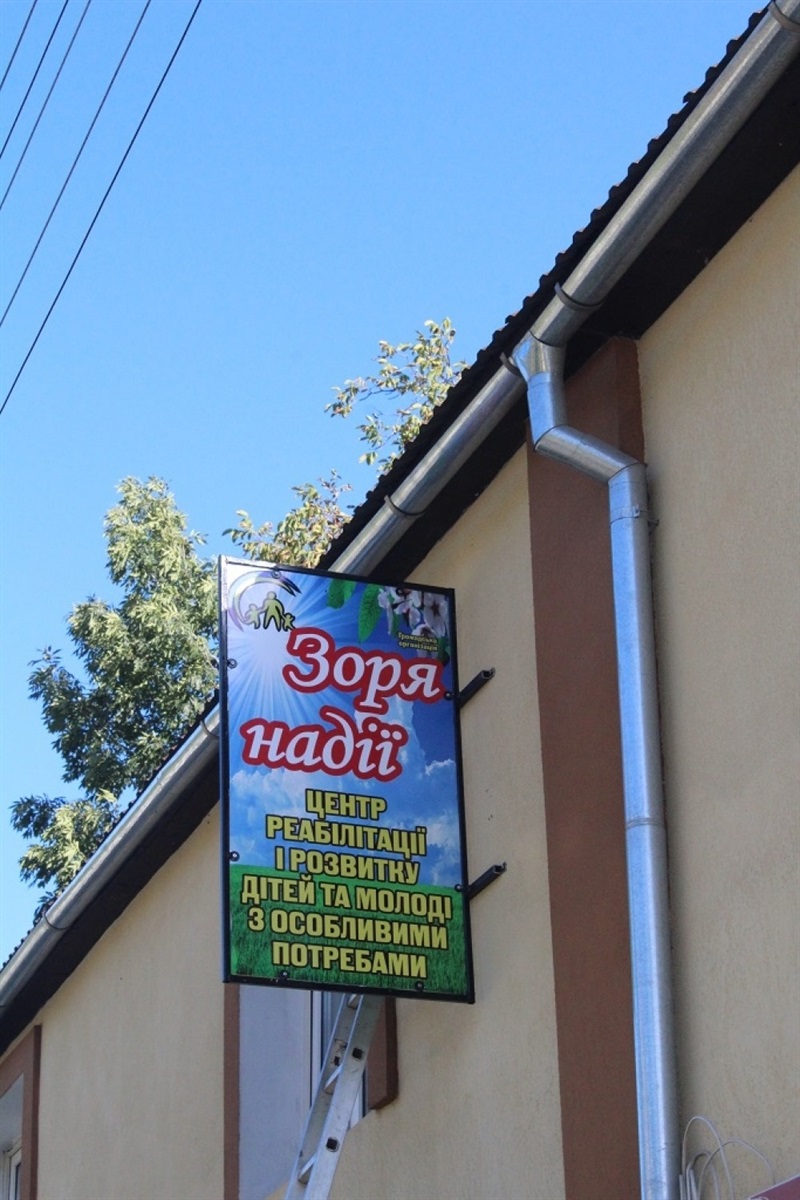 Громадська
організація
Зоря
надії
ЦЕНТР
РЕАБІЛІТАЦІЇ
І РОЗВИТКУ
ДІТЕЙ ТА МОЛОДІ
З ОСОБЛИВИМИ
ПОТРЕБАМИ